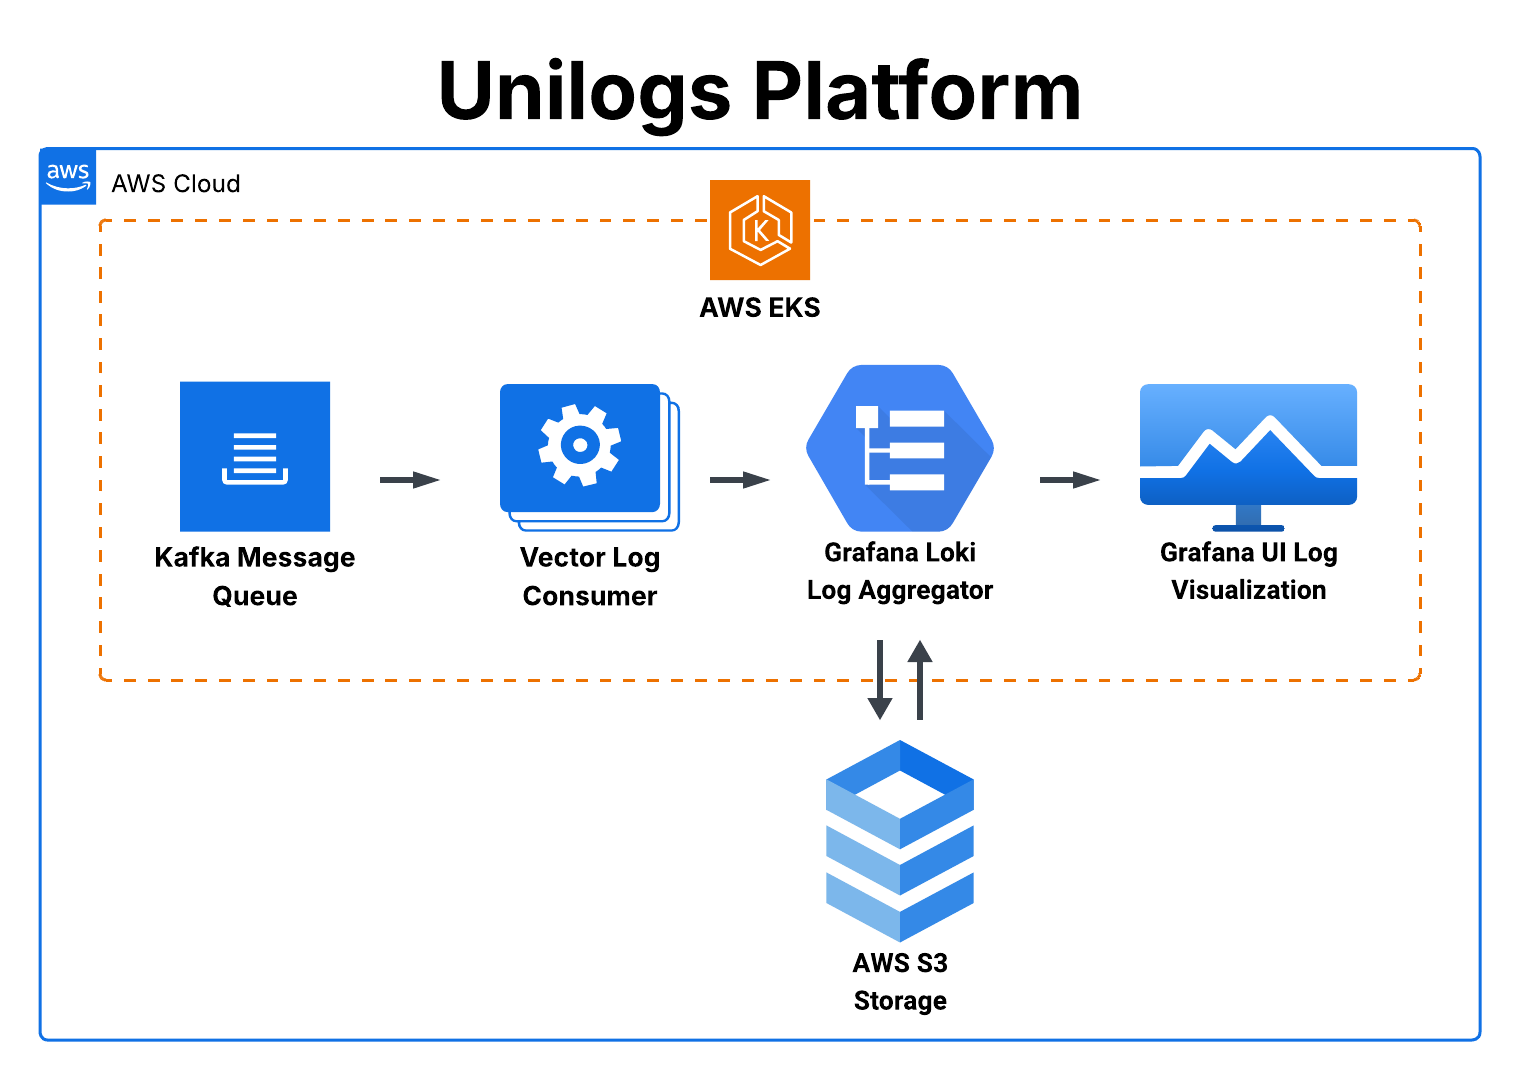 Unilogs Platform
aws
AWS Cloud
K
AWS EKS
Kafka Message
Queue
Vector Log
Consumer
Grafana Loki
Log Aggregator
Grafana UI Log
Visualization
AWS S3
Storage